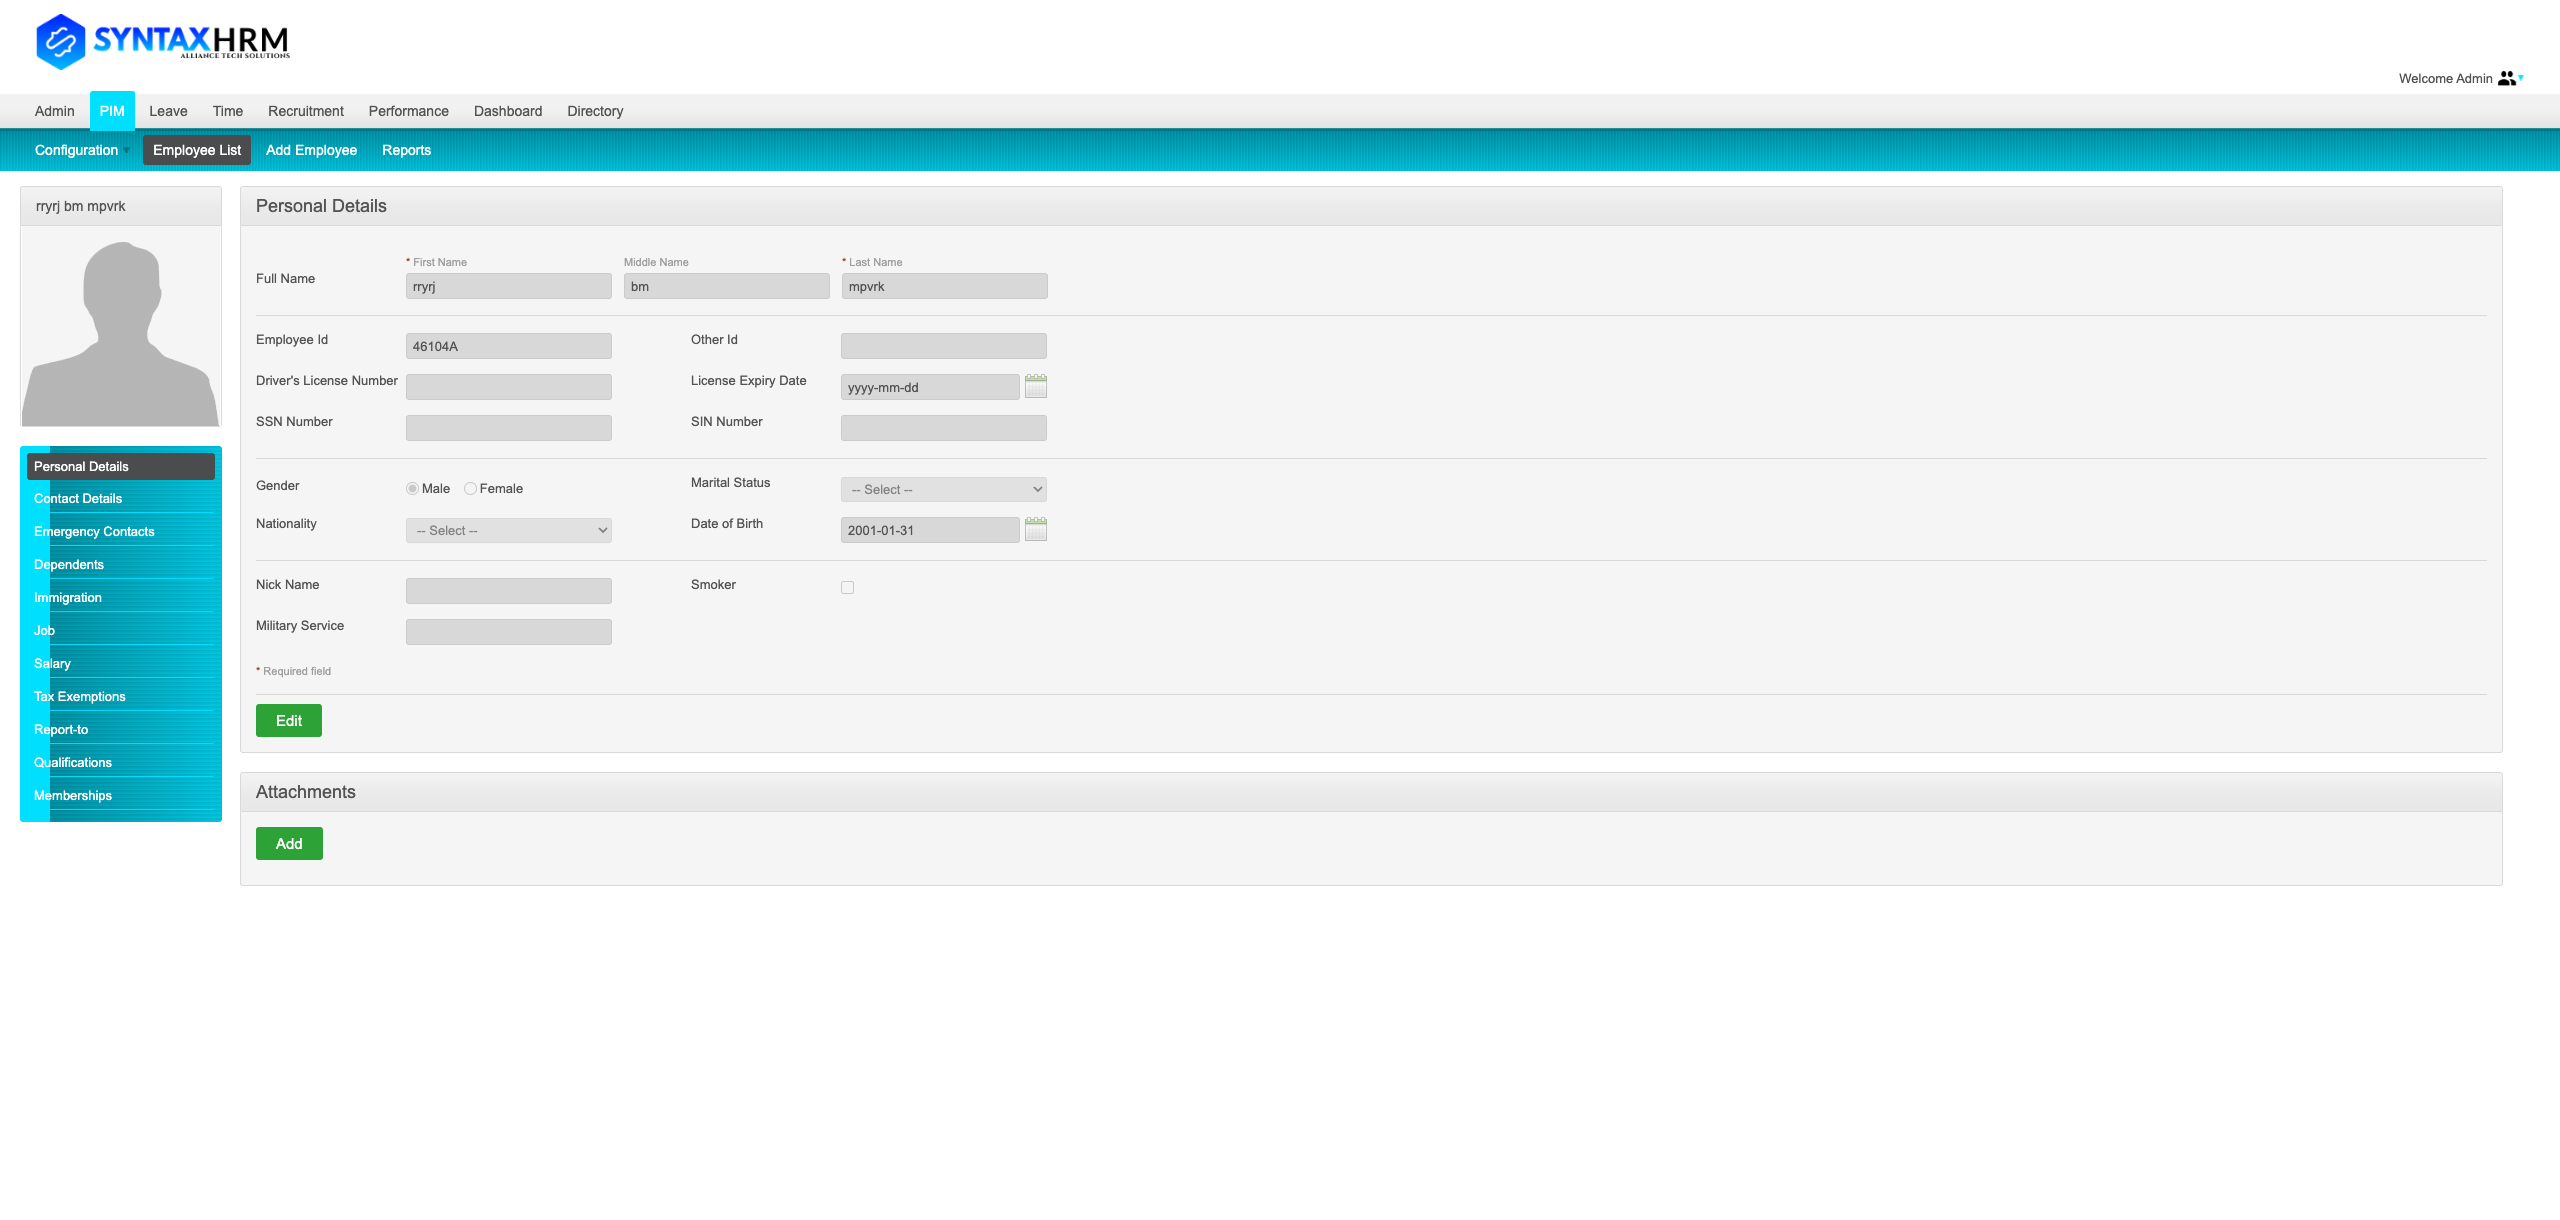 SYNTAXHRM
ALLIANCE TECH SOLUTIONS
Welcome Admin
Admin PIM Leave Time Recruitment Performance Dashboard Directory
Configuration Employee List Add Employee Reports
rryrj bm mpvrk
Personal Details
Contact Details
Emergency Contacts
Dependents
Immigration
Job
Salary
Tax Exemptions
Report-to
Qualifications
Memberships
Personal Details
* First Name Middle Name * Last Name
Full Name rryrj bm mpvrk
Employee Id 46104A Other Id
Driver's License Number License Expiry Date yyyy-mm-dd
SSN Number SIN Number
Gender Male Female Marital Status -- Select --
Nationality -- Select -- Date of Birth 2001-01-31
Nick Name Smoker
Military Service
* Required field
Edit
Attachments
Add